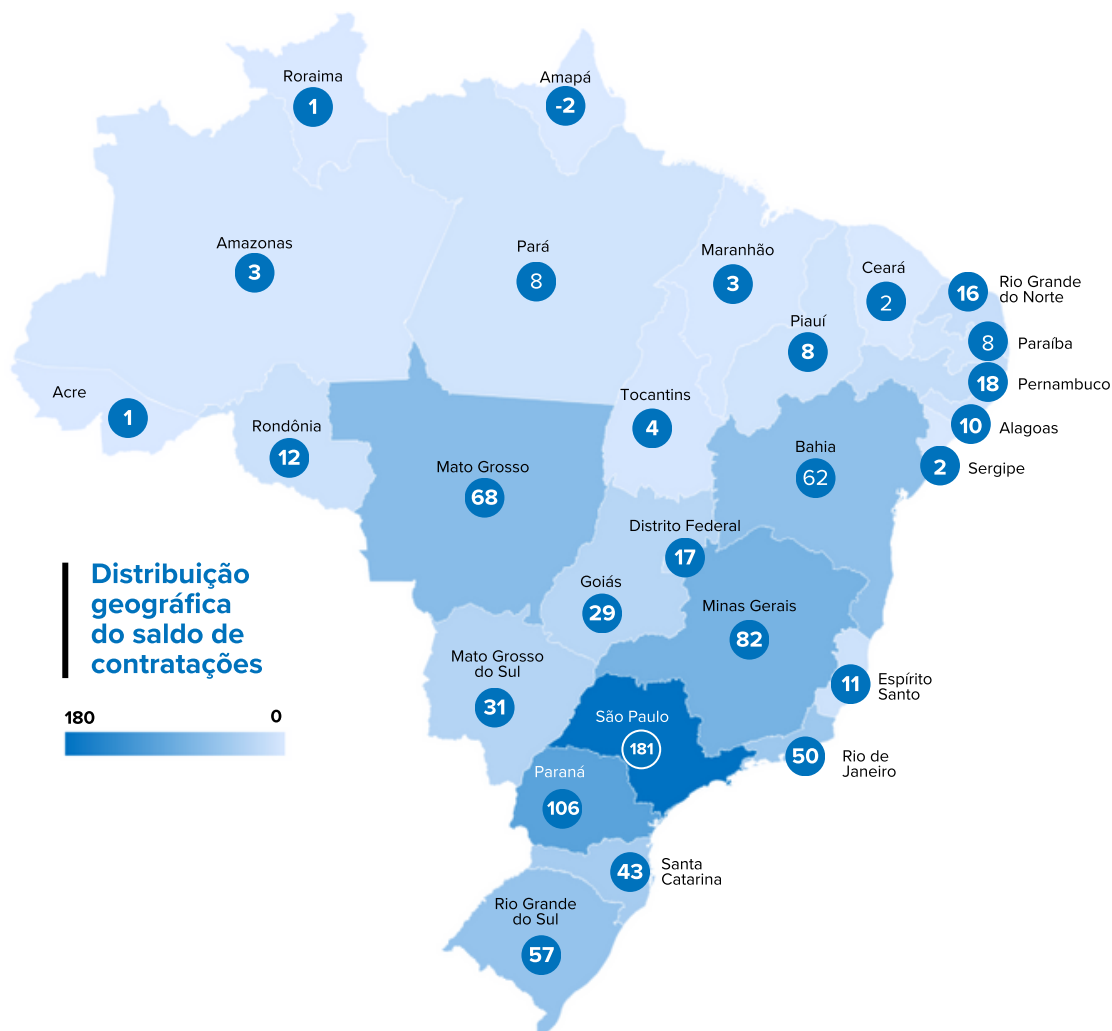 Roraima
1
Amapá
-2
Amazonas
3
Pará
8
Maranhão
3
Ceará
2
Rio Grande
do Norte
16
Piauí
8
Paraíba
8
Pernambuco
18
Acre
1
Rondônia
12
Tocantins
4
Alagoas
10
Mato Grosso
68
Bahia
62
Sergipe
2
Distrito Federal
17
Distribuição
geográfica
do saldo de
contratações
180
0
Goiás
29
Minas Gerais
82
Mato Grosso
do Sul
31
Espírito
Santo
11
São Paulo
181
Rio de
Janeiro
50
Paraná
106
Santa
Catarina
43
Rio Grande
do Sul
57